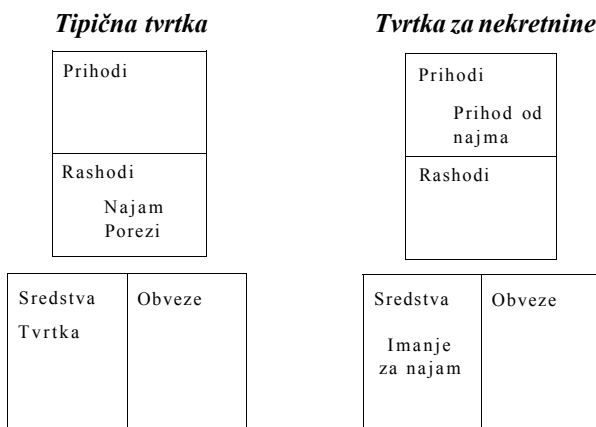 Tipična tvrtka
Prihodi
Rashodi
Najam
Porezi
Sredstva
Obveze
Tvrtka
Tvrtka za nekretnine
Prihodi
Prihod od
najma
Rashodi
Sredstva
Obveze
Imanje
za najam